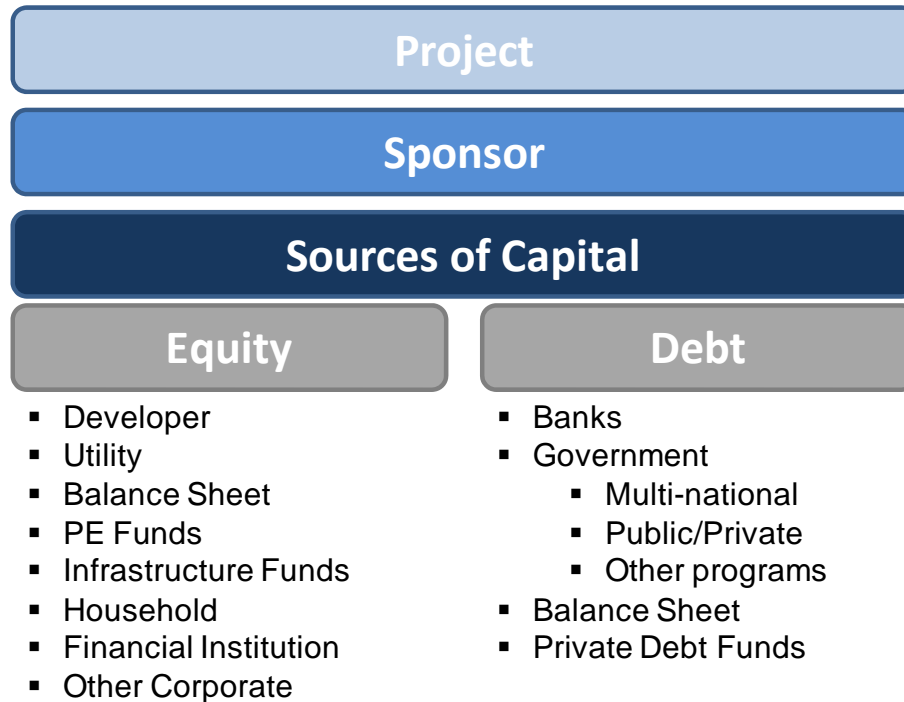 Project
Sponsor
Sources of Capital
Equity
▪ Developer
▪ Utility
▪ Balance Sheet
▪ PE Funds
▪ Infrastructure Funds
▪ Household
▪ Financial Institution
▪ Other Corporate
Debt
▪ Banks
▪ Government
▪ Multi-national
▪ Public/Private
▪ Other programs
▪ Balance Sheet
▪ Private Debt Funds